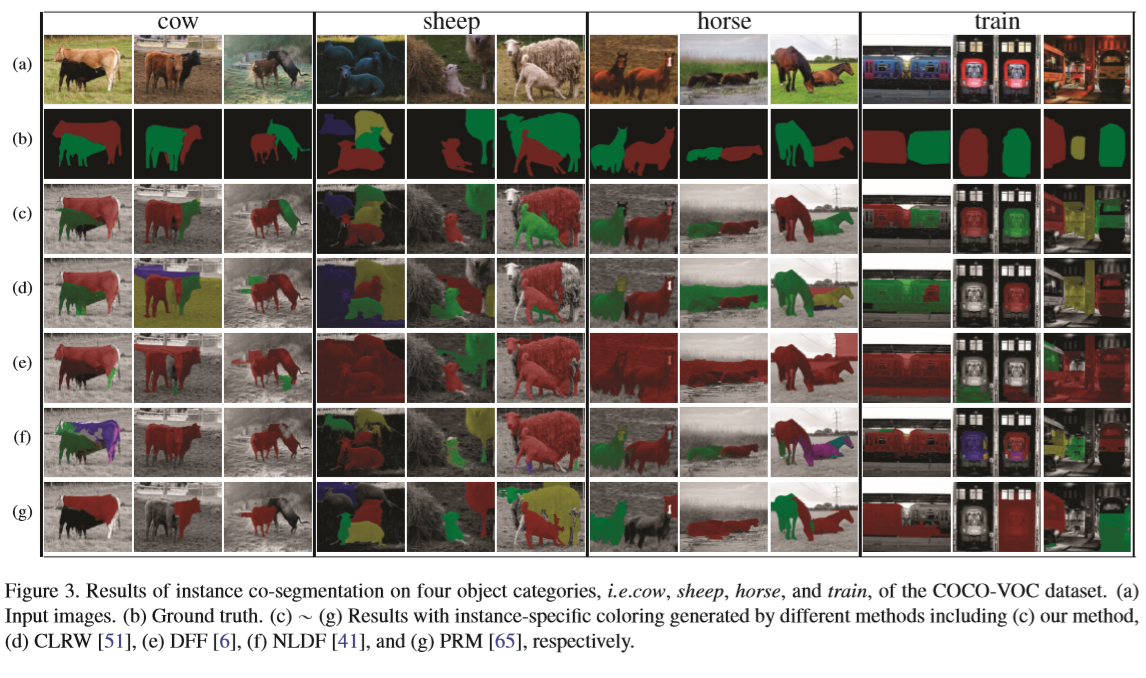 cow sheep horse train
(a)
(b)
(c)
(d)
(e)
(f)
(g)
Figure 3. Results of instance co-segmentation on four object categories, i.e.cow, sheep, horse, and train, of the COCO-VOC dataset. (a)
Input images. (b) Ground truth. (c) ∼ (g) Results with instance-specific coloring generated by different methods including (c) our method,
(d) CLRW [51], (e) DFF [6], (f) NLDF [41], and (g) PRM [65], respectively.